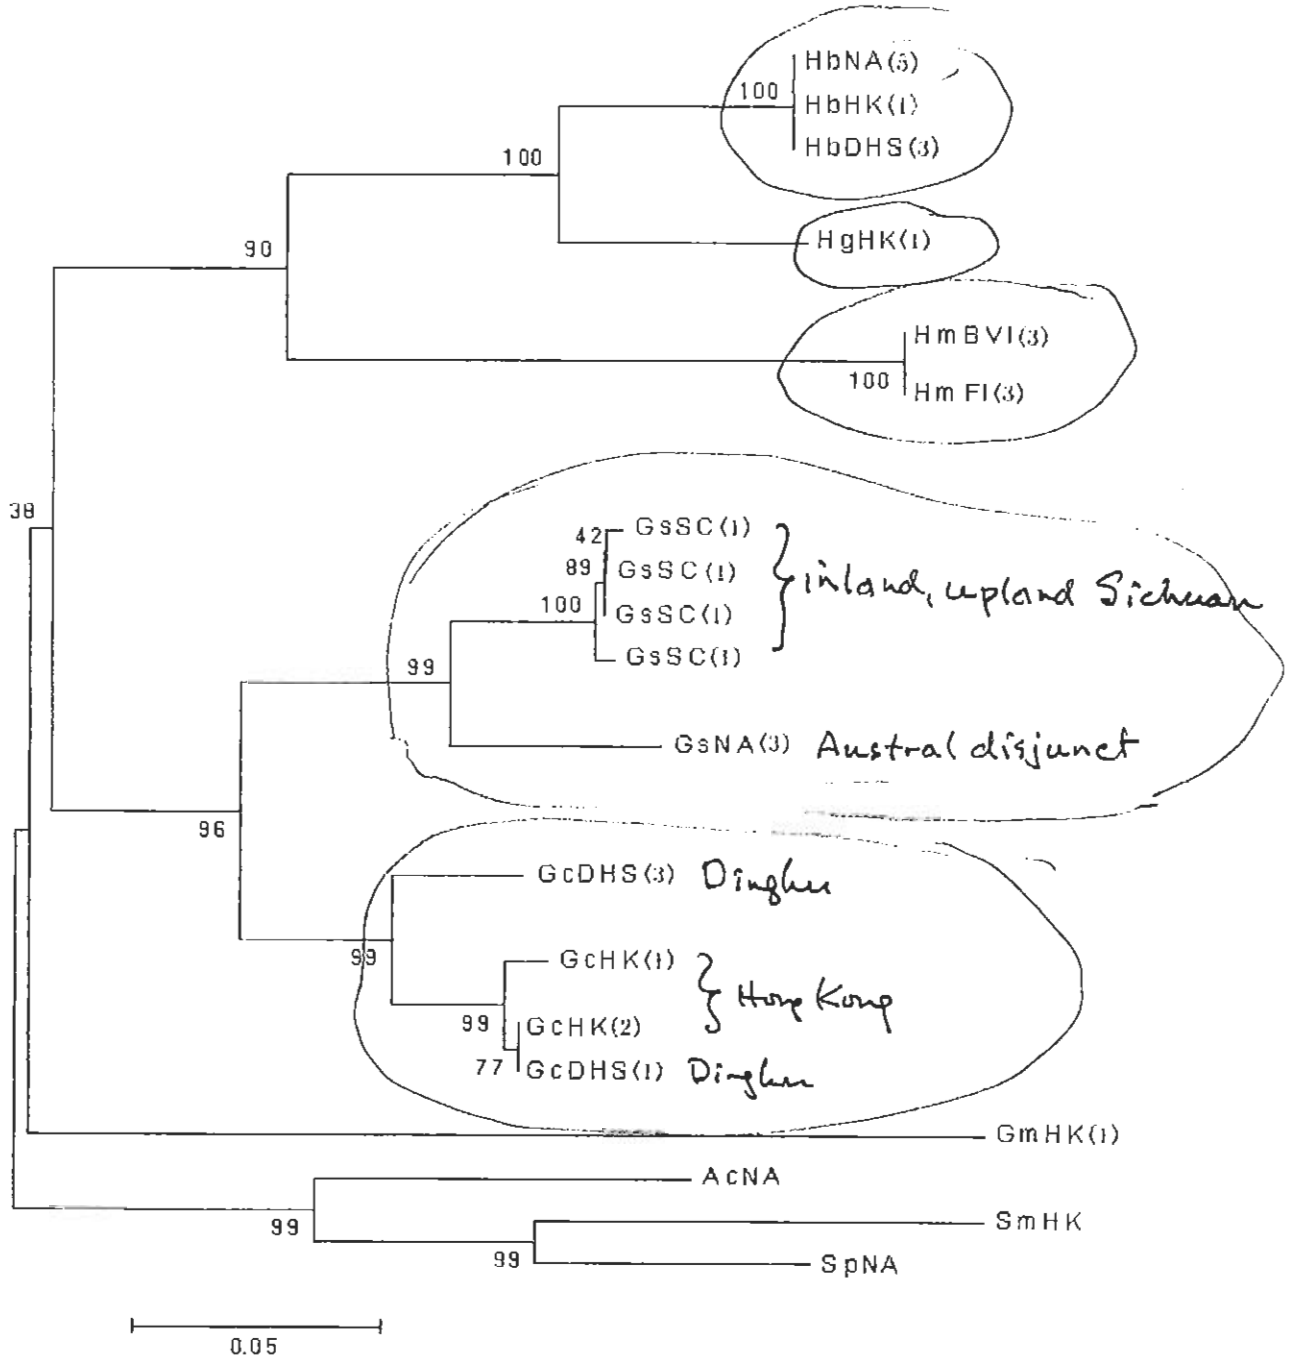 HbNA(3)
100
HbHK(1)
HbDHS(3)
100
HgHK(1)
90
HmBVI(3)
100
HmFI(3)
38
GsSC(1)
42
GsSC(1)
89
100
GsSC(1)
inland, upland Sichuan
GsSC(1)
99
GsNA(3) Austral disjunct
96
GcDHS(3) Dinghu
99
GcHK(1)
Hong Kong
99
GcHK(2)
77
GcDHS(1) Dinghu
GmHK(1)
AcNA
99
SmHK
99
SpNA
0.05